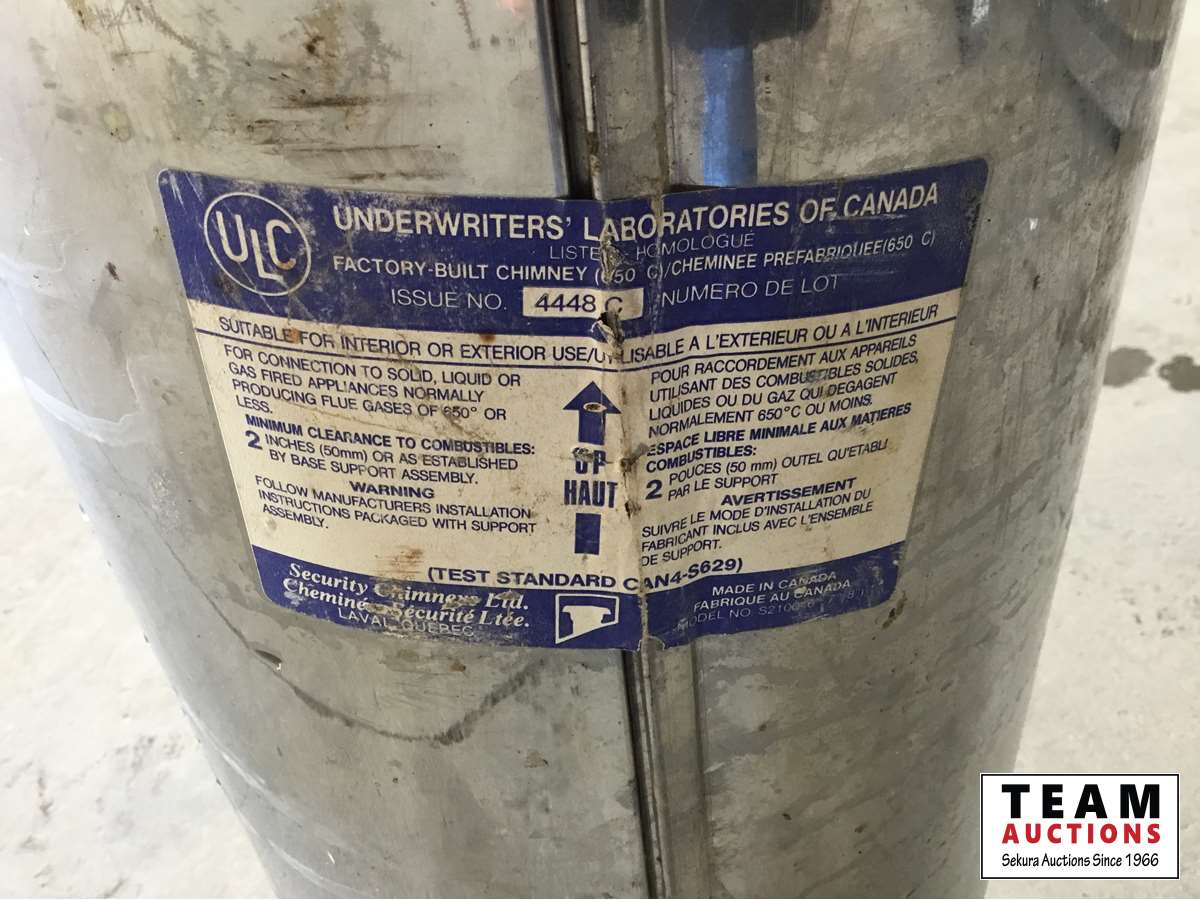 ULC
UNDERWRITERS' LABORATORIES OF CANADA
LISTED HOMOLOGUÉ
FACTORY-BUILT CHIMNEY (650 C)/CHEMINEE PREFABRIQUEE(650 C)
ISSUE NO. 4448 C NUMERO DE LOT
SUITABLE FOR INTERIOR OR EXTERIOR USE/UTILISABLE A L'EXTERIEUR OU A L'INTERIEUR
FOR CONNECTION TO SOLID, LIQUID OR
GAS FIRED APPLIANCES NORMALLY
PRODUCING FLUE GASES OF 650° OR
LESS.
MINIMUM CLEARANCE TO COMBUSTIBLES:
2 INCHES (50mm) OR AS ESTABLISHED
BY BASE SUPPORT ASSEMBLY.
WARNING
FOLLOW MANUFACTURERS INSTALLATION
INSTRUCTIONS PACKAGED WITH SUPPORT
ASSEMBLY.
UP
HAUT
POUR RACCORDEMENT AUX APPAREILS
UTILISANT DES COMBUSTIBLES SOLIDES,
LIQUIDES OU DU GAZ QUI DEGAGENT
NORMALEMENT 650°C OU MOINS.
ESPACE LIBRE MINIMALE AUX MATIERES
COMBUSTIBLES:
2 POUCES (50 mm) OUTEL QU'ETABLI
PAR LE SUPPORT
AVERTISSEMENT
SUIVRE LE MODE D'INSTALLATION DU
FABRICANT INCLUS AVEC L'ENSEMBLE
DE SUPPORT.
(TEST STANDARD CAN4-S629)
Security Chimneys Ltd.
Cheminées Sécurité Ltée.
LAVAL, QUEBEC
MADE IN CANADA
FABRIQUE AU CANADA
MODEL NO.
TEAM
AUCTIONS
Sekura Auctions Since 1966